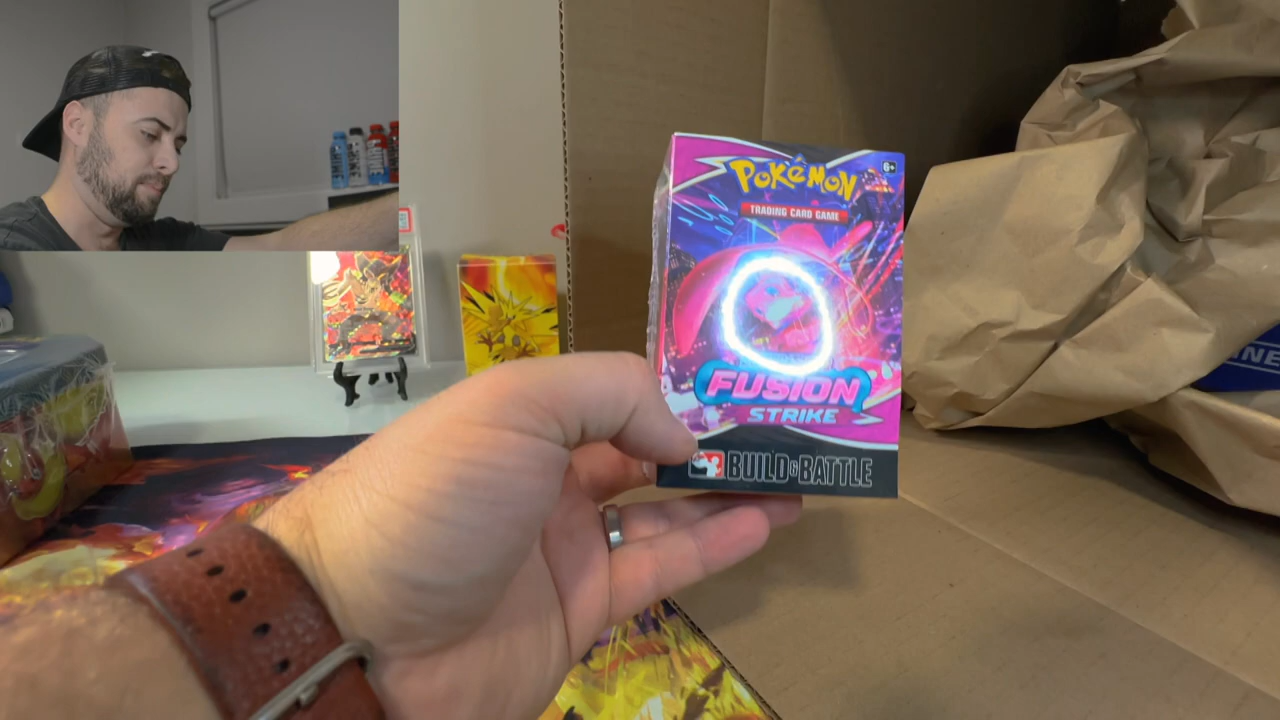 POKéMON
6+
TRADING CARD GAME
FUSION
STRIKE
BUILD & BATTLE